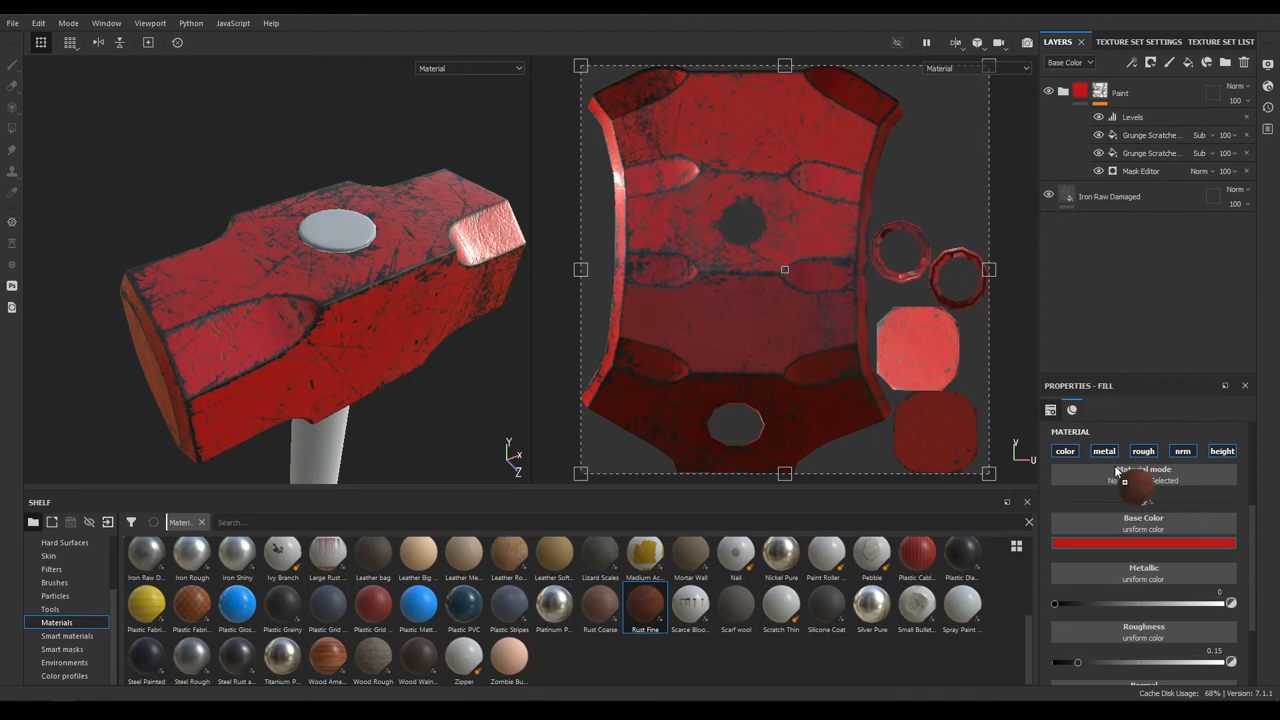 File Edit Mode Window Viewport Python JavaScript Help
Material
Material
LAYERS TEXTURE SET SETTINGS TEXTURE SET LIST
Base Color
Paint Norm
100
Levels
Grunge Scratche... Sub 100
Grunge Scratche... Sub 100
Mask Editor Norm 100
Iron Raw Damaged Norm
100
Y
X
Z
V
U
PROPERTIES - FILL
MATERIAL
color metal rough nrm height
Material mode
Selected
Base Color
uniform color
Metallic
uniform color
0
Roughness
uniform color
0.15
SHELF
Materi... Search...
Hard Surfaces
Skin
Filters
Brushes
Particles
Tools
Materials
Smart materials
Smart masks
Environments
Color profiles
Iron Raw D... Iron Rough Iron Shiny Ivy Branch Large Rust ... Leather bag Leather Big ... Leather Me... Leather Ro... Leather Soft... Lizard Scales Medium Ac... Mortar Wall Nail Nickel Pure Paint Roller ... Pebble Plastic Cabl... Plastic Dia...
Plastic Fabri... Plastic Fabri... Plastic Glos... Plastic Grainy Plastic Grid ... Plastic Grid ... Plastic Matt... Plastic PVC Plastic Stripes Platinum P... Rust Coarse Rust Fine Scarce Bloo... Scarf wool Scratch Thin Silicone Coat Silver Pure Small Bullet... Spray Paint ...
Steel Painted Steel Rough Steel Rust a... Titanium P... Wood Ame... Wood Rough Wood Waln... Zipper Zombie Bu...
Cache Disk Usage: 68% | Version: 7.1.1